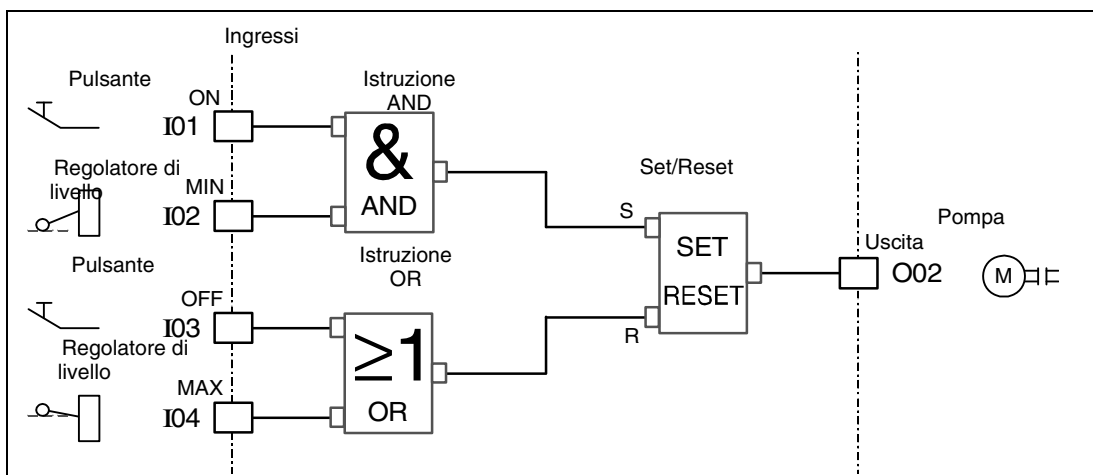 Ingressi
Pulsante
ON
I01
Istruzione
AND
&
AND
Regolatore di
livello
MIN
I02
Set/Reset
S
SET
RESET
R
Uscita
O02
Pompa
M
Pulsante
OFF
I03
Istruzione
OR
≥1
OR
Regolatore di
livello
MAX
I04